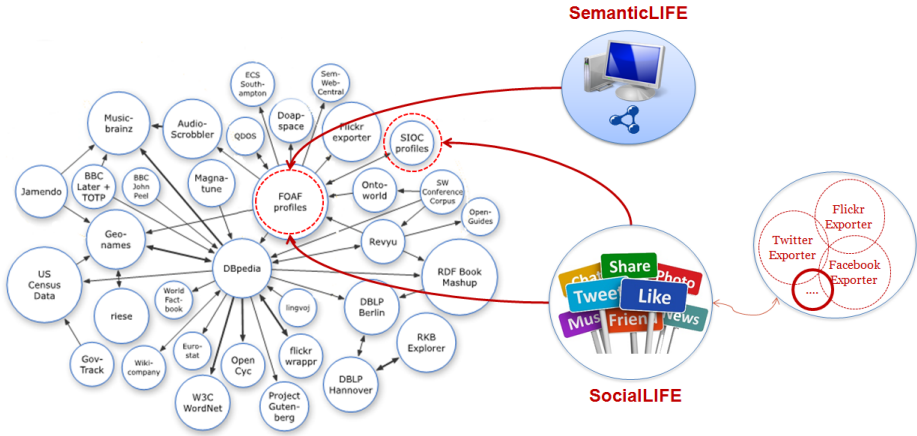 SemanticLIFE
ECS
South-
ampton
Sem-
Web-
Central
Music-
brainz
Audio-
Scrobbler
QDOS
Doap-
space
Flickr
exporter
SIOC
profiles
Jamendo
BBC
Later +
TOTP
BBC
John
Peel
Magna-
tune
FOAF
profiles
Onto-
world
SW
Conference
Corpus
Open-
Guides
Geo-
names
Revyu
DBpedia
US
Census
Data
RDF Book
Mashup
World
Fact-
book
lingvoj
DBLP
Berlin
riese
Gov-
Track
Wiki-
company
Euro-
stat
Open
Cyc
flickr
wrappr
RKB
Explorer
W3C
WordNet
Project
Guten-
berg
DBLP
Hannover
Share
Photo
Tweet
Like
Mus
Friend
News
SocialLIFE
Flickr
Exporter
Twitter
Exporter
Facebook
Exporter
....